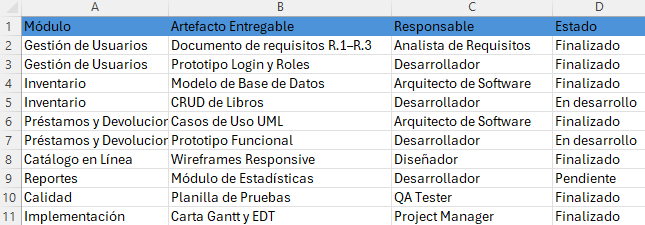 A B C D
1 Módulo Artefacto Entregable Responsable Estado
2 Gestión de Usuarios Documento de requisitos R.1–R.3 Analista de Requisitos Finalizado
3 Gestión de Usuarios Prototipo Login y Roles Desarrollador Finalizado
4 Inventario Modelo de Base de Datos Arquitecto de Software Finalizado
5 Inventario CRUD de Libros Desarrollador En desarrollo
6 Préstamos y Devolucion Casos de Uso UML Arquitecto de Software Finalizado
7 Préstamos y Devolucion Prototipo Funcional Desarrollador En desarrollo
8 Catálogo en Línea Wireframes Responsive Diseñador Finalizado
9 Reportes Módulo de Estadísticas Desarrollador Pendiente
10 Calidad Planilla de Pruebas QA Tester Finalizado
11 Implementación Carta Gantt y EDT Project Manager Finalizado